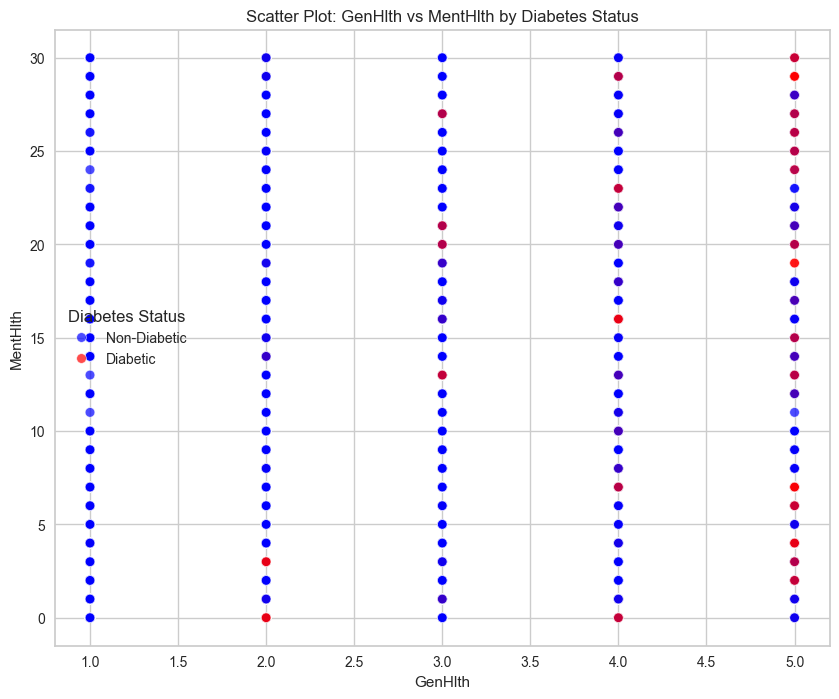 Scatter Plot: GenHlth vs MentHlth by Diabetes Status
30
25
20
15
10
5
0
MentHlth
Diabetes Status
Non-Diabetic
Diabetic
1.0 1.5 2.0 2.5 3.0 3.5 4.0 4.5 5.0
GenHlth